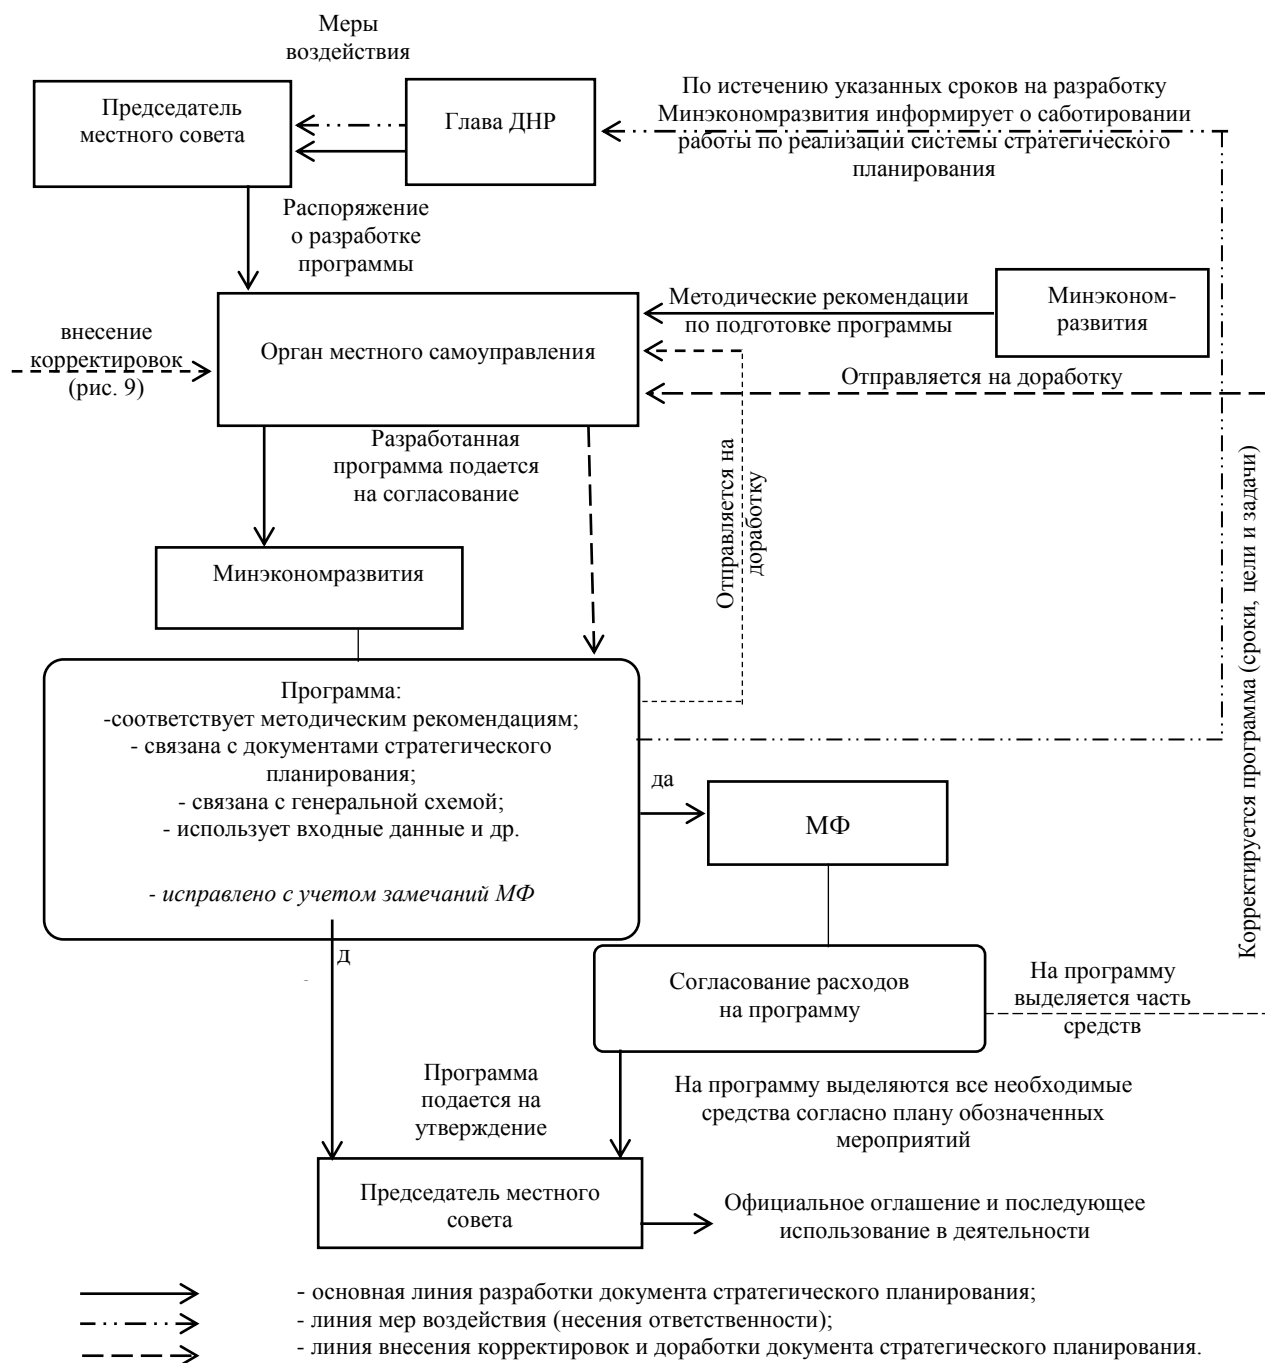 Меры
воздействия
Председатель
местного совета
Глава ДНР
По истечению указанных сроков на разработку
Минэкономразвития информирует о саботировании
работы по реализации системы стратегического
планирования
Распоряжение
о разработке
программы
Методические рекомендации
по подготовке программы
Минэконом-
развития
внесение
корректировок
(рис. 9)
Орган местного самоуправления
Отправляется на доработку
Разработанная
программа подается
на согласование
Отправляется на
доработку
Корректируется программа (сроки, цели и задачи)
Минэкономразвития
Программа:
-соответствует методическим рекомендациям;
- связана с документами стратегического
планирования;
- связана с генеральной схемой;
- использует входные данные и др.
- исправлено с учетом замечаний МФ
да
МФ
Д
Согласование расходов
на программу
На программу
выделяется часть
средств
Программа
подается на
утверждение
На программу выделяются все необходимые
средства согласно плану обозначенных
мероприятий
Председатель местного
совета
Официальное оглашение и последующее
использование в деятельности
- основная линия разработки документа стратегического планирования;
- линия мер воздействия (несения ответственности);
- линия внесения корректировок и доработки документа стратегического планирования.